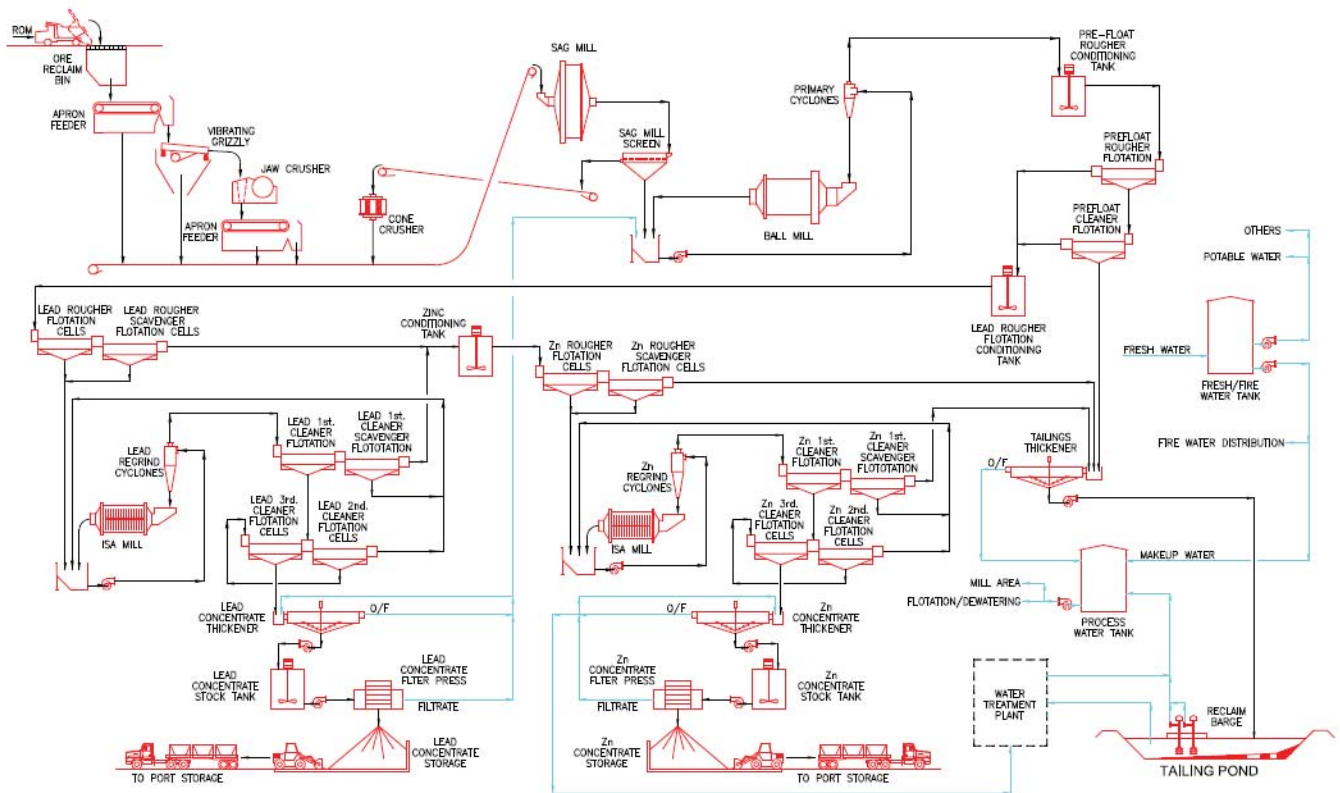 ROM
ORE
RECLAIM
BIN
APRON
FEEDER
VIBRATING
GRIZZLY
JAW CRUSHER
APRON
FEEDER
CONE
CRUSHER
SAG MILL
SAG MILL
SCREEN
BALL MILL
PRIMARY
CYCLONES
PRE-FLOAT
ROUGHER
CONDITIONING
TANK
PREFLOAT
ROUGHER
FLOTATION
PREFLOAT
CLEANER
FLOTATION
LEAD ROUGHER
FLOTATION
CONDITIONING
TANK
OTHERS
POTABLE WATER
FRESH WATER
FRESH/FIRE
WATER TANK
FIRE WATER DISTRIBUTION
LEAD ROUGHER
FLOTATION
CELLS
LEAD ROUGHER
SCAVENGER
FLOTATION CELLS
ZINC
CONDITIONING
TANK
Zn ROUGHER
FLOTATION
CELLS
Zn ROUGHER
SCAVENGER
FLOTATION CELLS
LEAD
REGRIND
CYCLONES
ISA MILL
LEAD 1st.
CLEANER
FLOTATION
LEAD 1st.
CLEANER
SCAVENGER
FLOTOTATION
LEAD 3rd.
CLEANER
FLOTATION
CELLS
LEAD 2nd.
CLEANER
FLOTATION
CELLS
Zn
REGRIND
CYCLONES
ISA MILL
Zn 1st.
CLEANER
FLOTATION
Zn 1st.
CLEANER
SCAVENGER
FLOTOTATION
Zn 3rd.
CLEANER
FLOTATION
CELLS
Zn 2nd.
CLEANER
FLOTATION
CELLS
TAILINGS
THICKENER
O/F
MAKEUP WATER
MILL AREA
FLOTATION/DEWATERING
PROCESS
WATER TANK
LEAD
CONCENTRATE
THICKENER
O/F
LEAD
CONCENTRATE
STOCK TANK
LEAD
CONCENTRATE
FLTER PRESS
FILTRATE
LEAD
CONCENTRATE
STORAGE
TO PORT STORAGE
O/F
Zn
CONCENTRATE
THICKENER
Zn
CONCENTRATE
FLTER PRESS
FILTRATE
Zn
CONCENTRATE
STOCK TANK
Zn
CONCENTRATE
STORAGE
TO PORT STORAGE
WATER
TREATMENT
PLANT
RECLAIM
BARGE
TAILING POND